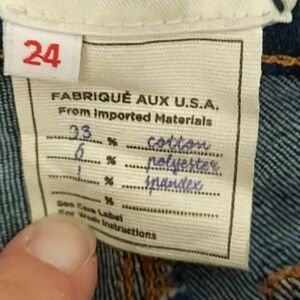 24
FABRIQUÉ AUX U.S.A.
From Imported Materials
93 % cotton
6 % polyester
1 % spandex
%
See Care Label
For Wash Instructions